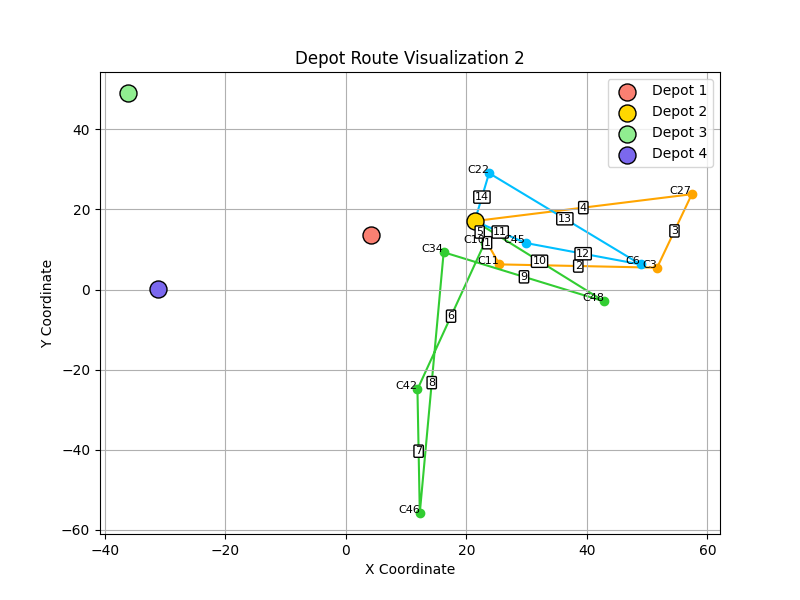 Depot Route Visualization 2
Depot 1
Depot 2
Depot 3
Depot 4
Y Coordinate
40
20
0
−20
−40
−60
C22
C27
14
4
13
3
5
11
C45
1
C34
12
C11
10
2
C6
C3
9
C48
6
8
C42
7
C46
−40
−20
0
20
40
60
X Coordinate